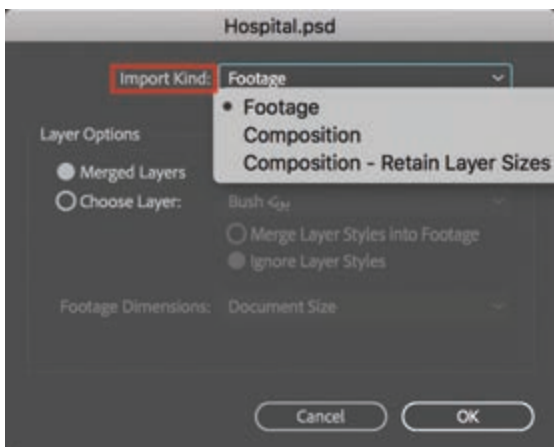 Hospital.psd
Import Kind: Footage
Footage
Composition
Composition - Retain Layer Sizes
Layer Options
Merged Layers
Choose Layer: Bush
Merge Layer Styles into Footage
Ignore Layer Styles
Footage Dimensions: Document Size
Cancel OK